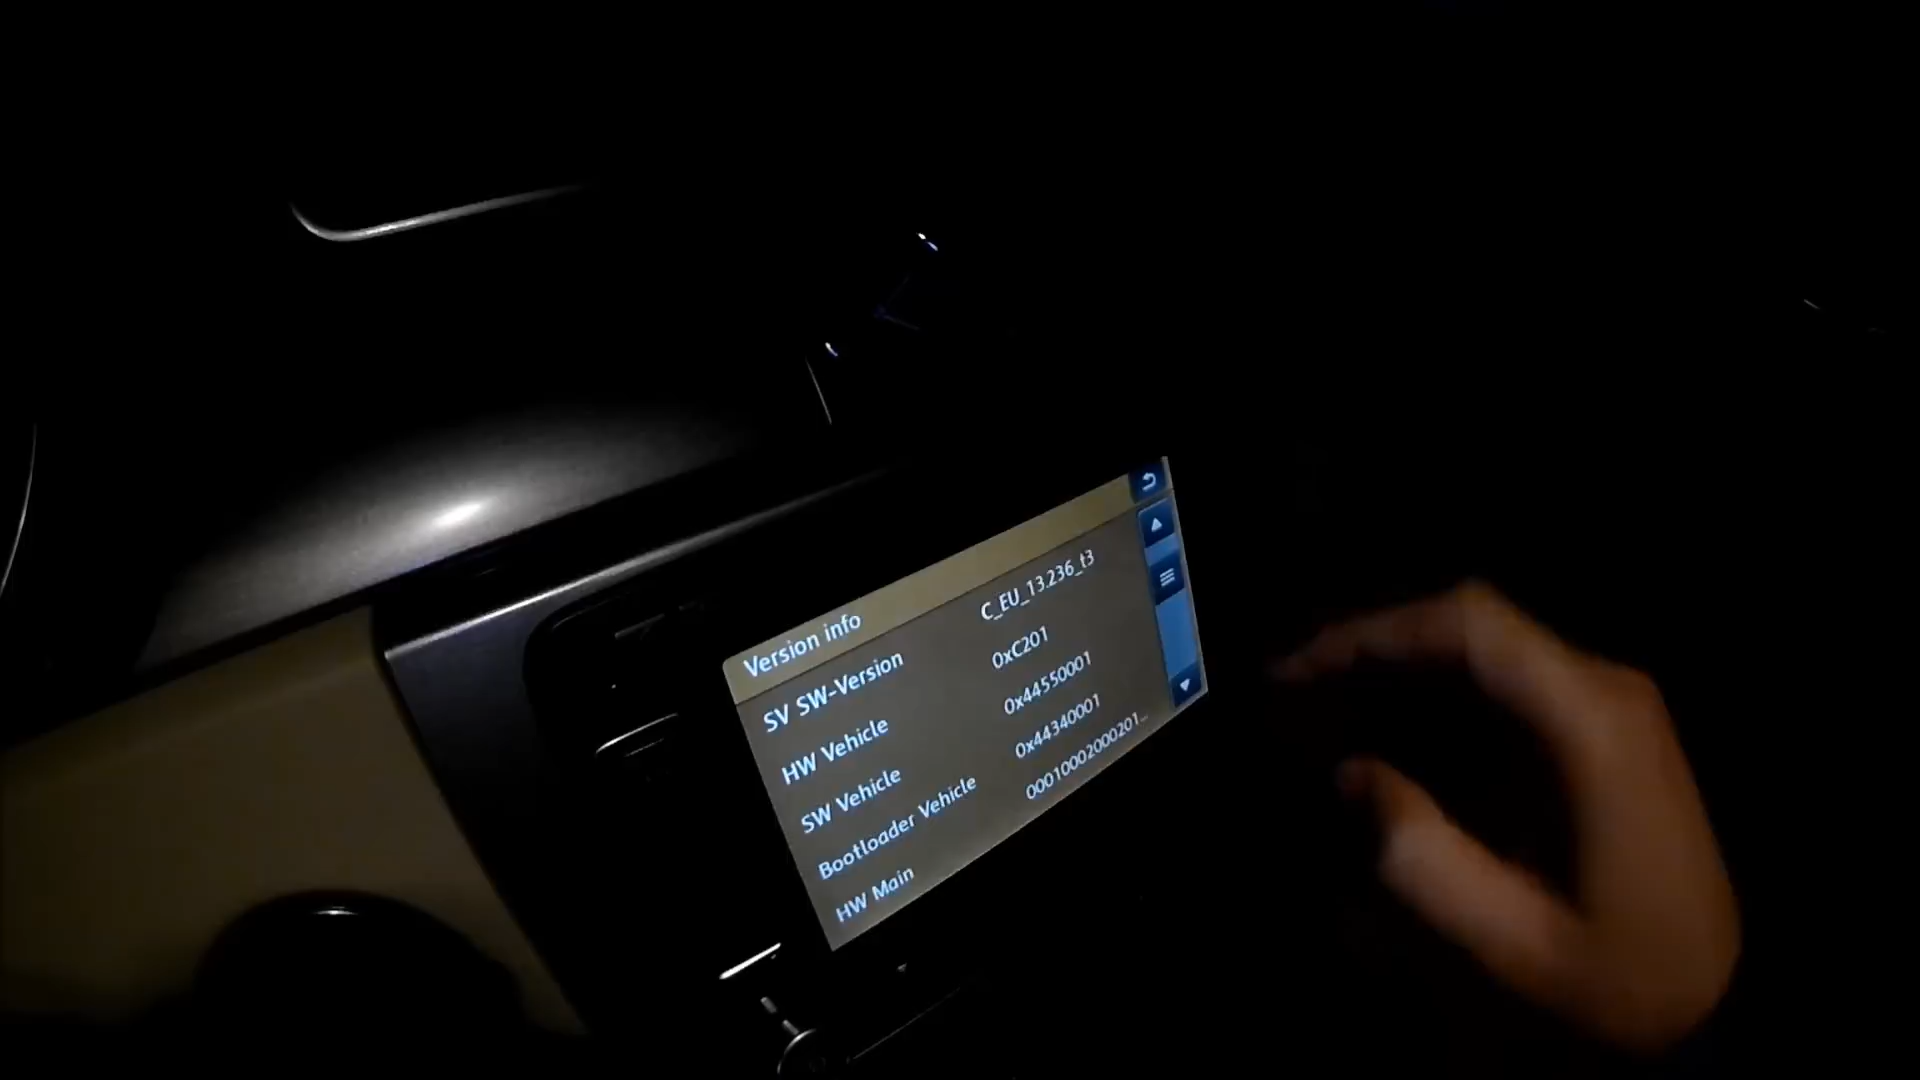 Version info
SV SW-Version C_EU_13.236_t3
HW Vehicle 0xC201
SW Vehicle 0x44550001
Bootloader Vehicle 0x44340001
HW Main 00010002000201...